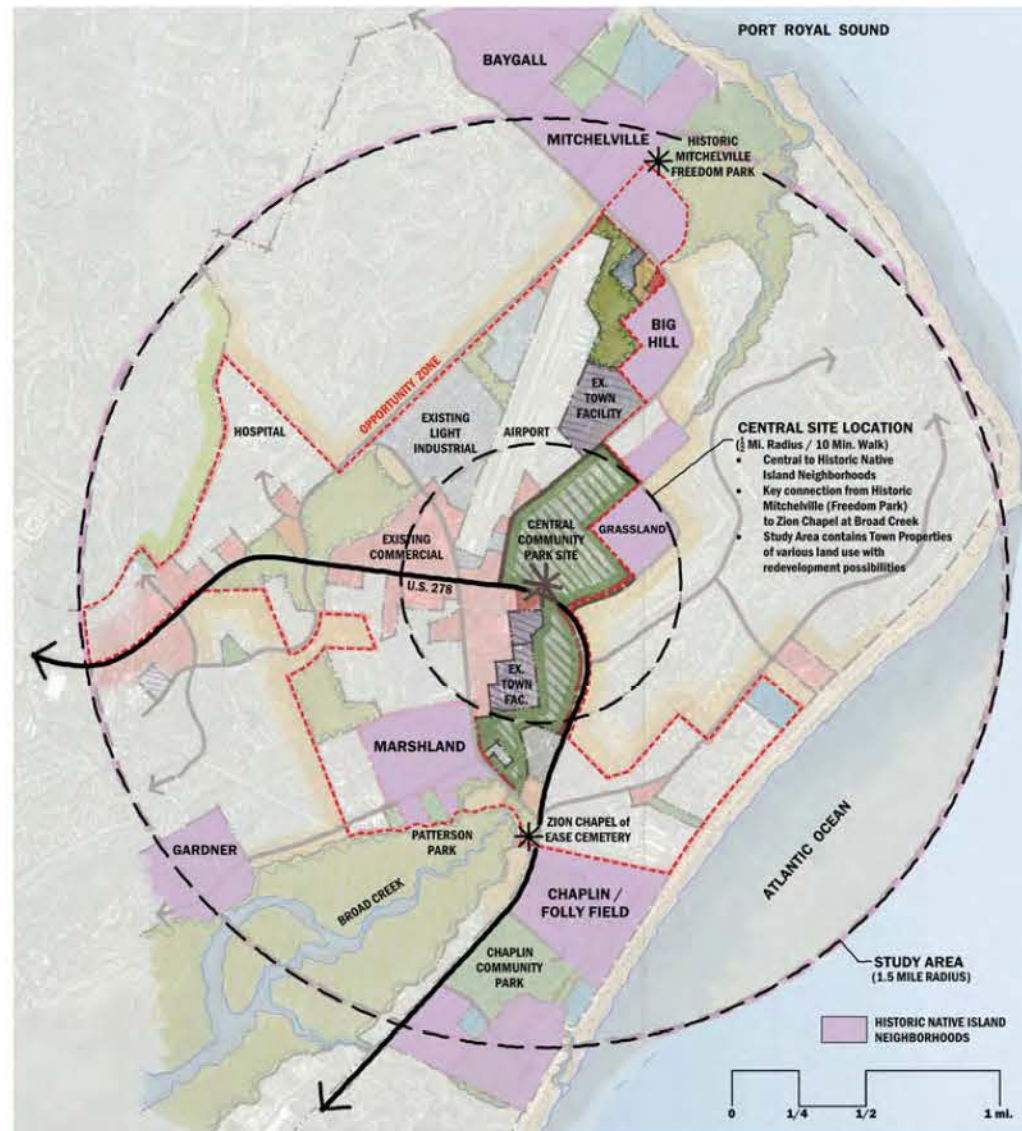 PORT ROYAL SOUND
BAYGALL
MITCHELVILLE
HISTORIC
MITCHELVILLE
FREEDOM PARK
BIG
HILL
OPPORTUNITY ZONE
EX.
TOWN
FACILITY
EXISTING
LIGHT
INDUSTRIAL
AIRPORT
HOSPITAL
CENTRAL SITE LOCATION
(½ Mi. Radius / 10 Min. Walk)
• Central to Historic Native
Island Neighborhoods
• Key connection from Historic
Mitchelville (Freedom Park)
to Zion Chapel at Broad Creek
• Study Area contains Town Properties
of various land use with
redevelopment possibilities
CENTRAL
COMMUNITY
PARK SITE
GRASSLAND
EXISTING
COMMERCIAL
U.S. 278
EX.
TOWN
FAC.
MARSHLAND
ZION CHAPEL of
EASE CEMETERY
PATTERSON
PARK
GARDNER
BROAD CREEK
CHAPLIN /
FOLLY FIELD
ATLANTIC OCEAN
CHAPLIN
COMMUNITY
PARK
STUDY AREA
(1.5 MILE RADIUS)
HISTORIC NATIVE ISLAND
NEIGHBORHOODS
0 1/4 1/2 1 mi.